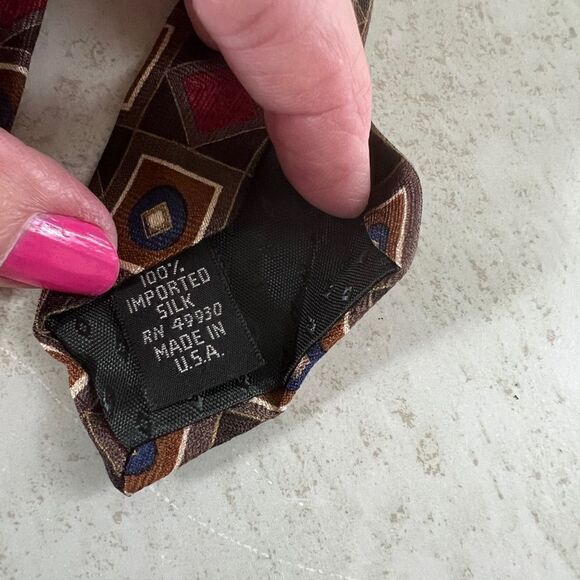 100%
IMPORTED
SILK
RN 49930
MADE IN
U.S.A.